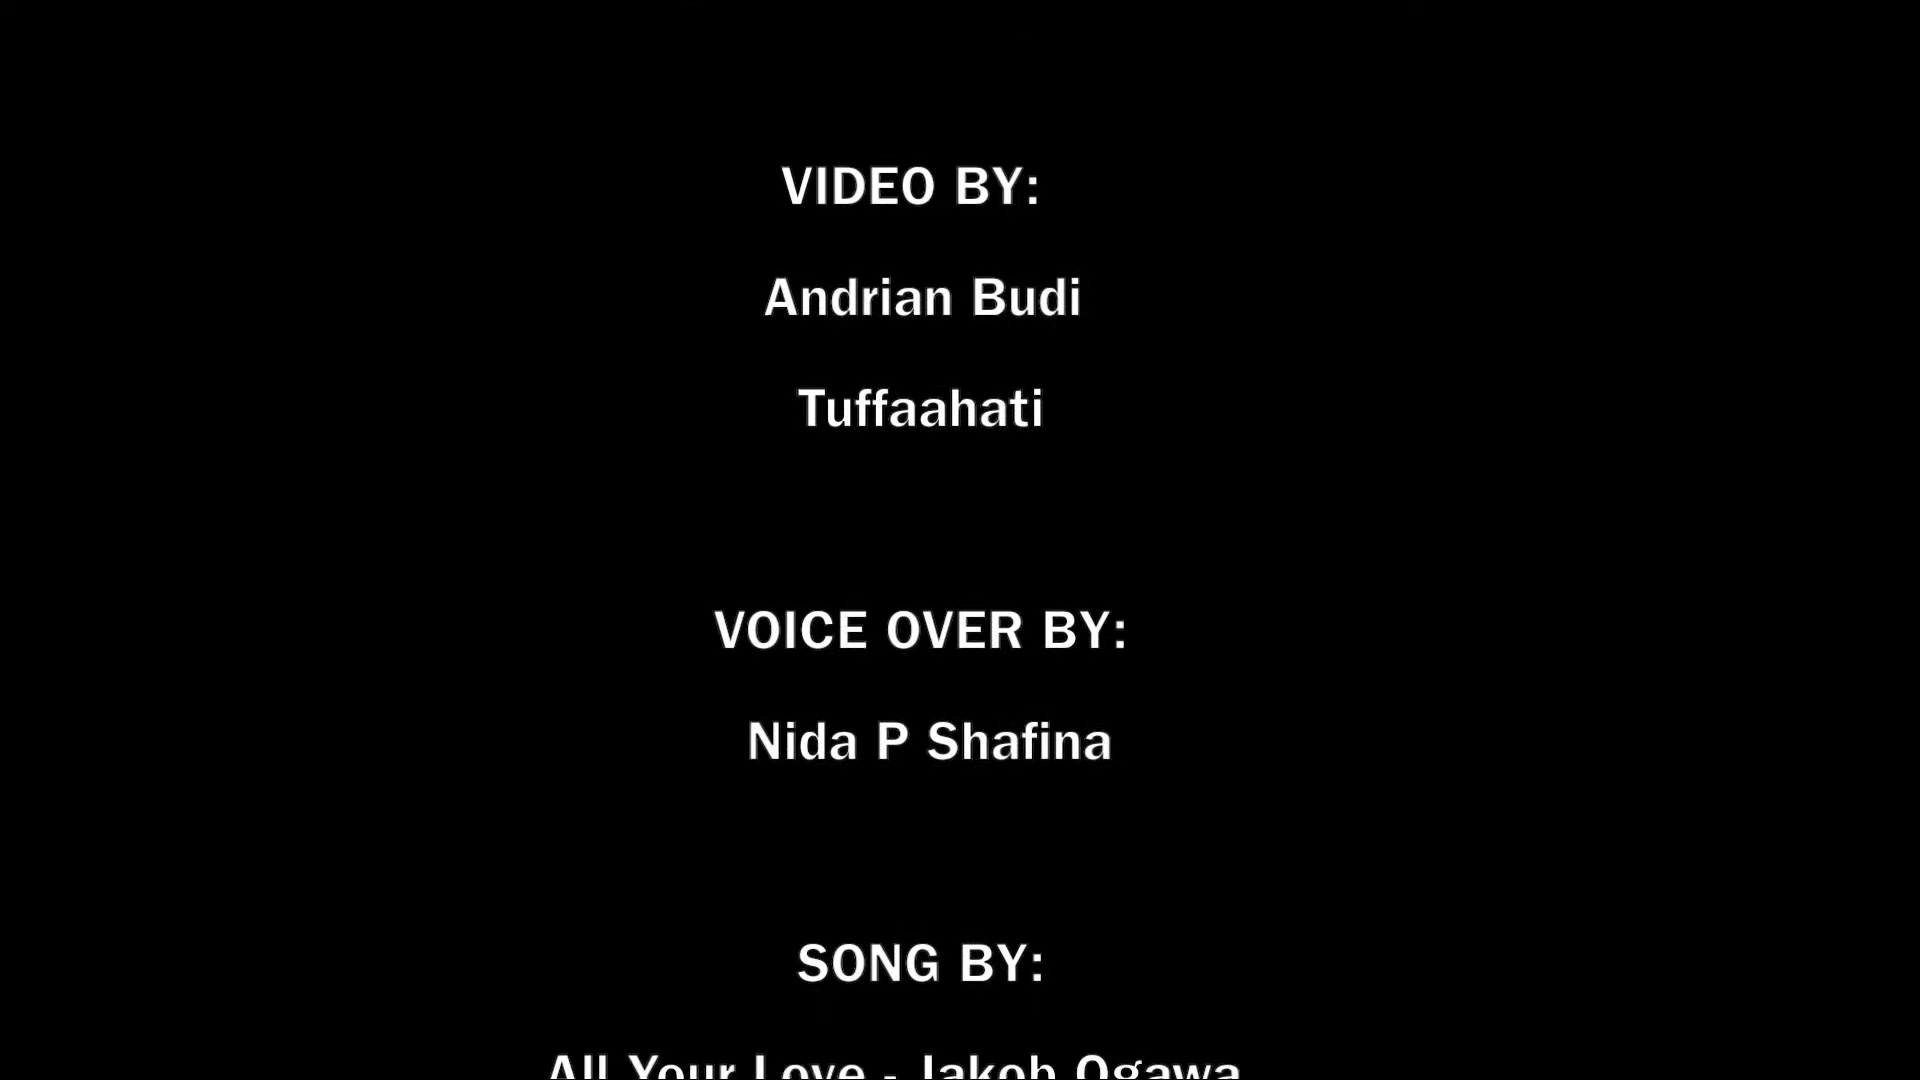 VIDEO BY:
Andrian Budi
Tuffaahati
VOICE OVER BY:
Nida P Shafina
SONG BY:
All Your Love - Jakob Ogawa